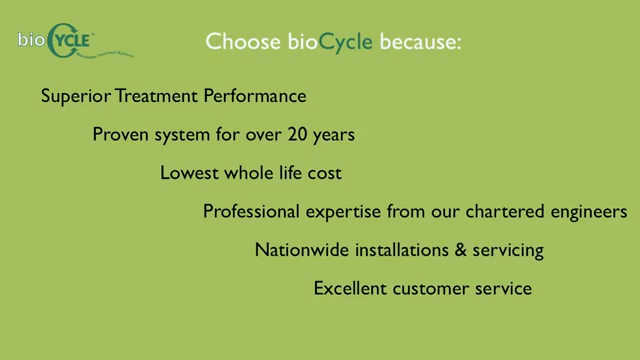 bioCYCLE™
Choose bioCycle because:
Superior Treatment Performance
Proven system for over 20 years
Lowest whole life cost
Professional expertise from our chartered engineers
Nationwide installations & servicing
Excellent customer service